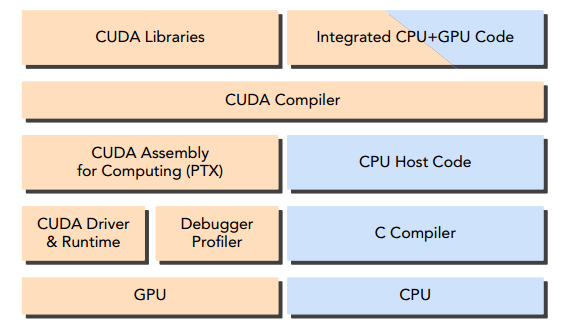 CUDA Libraries
Integrated CPU+GPU Code
CUDA Compiler
CUDA Assembly
for Computing (PTX)
CPU Host Code
CUDA Driver
& Runtime
Debugger
Profiler
C Compiler
GPU
CPU